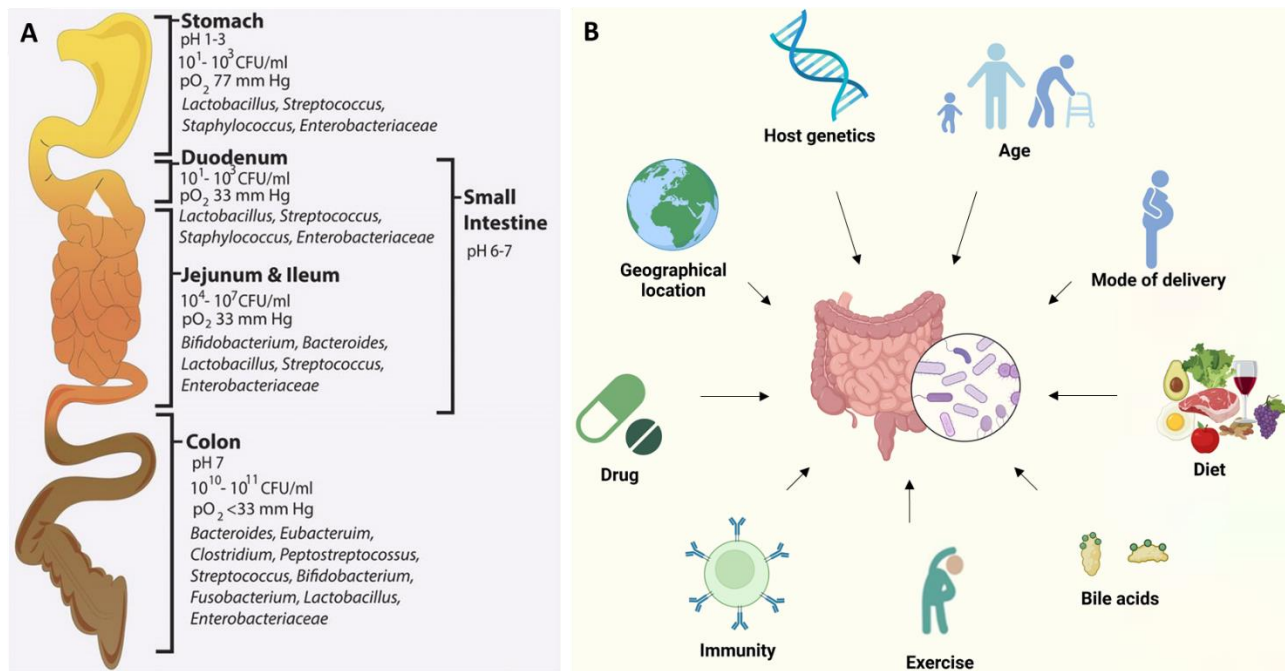 A
Stomach
pH 1-3
10¹- 10³ CFU/ml
pO₂ 77 mm Hg
Lactobacillus, Streptococcus,
Staphylococcus, Enterobacteriaceae
Duodenum
10¹- 10³ CFU/ml
pO₂ 33 mm Hg
Lactobacillus, Streptococcus,
Staphylococcus, Enterobacteriaceae
Jejunum & Ileum
10⁴- 10⁷ CFU/ml
pO₂ 33 mm Hg
Bifidobacterium, Bacteroides,
Lactobacillus, Streptococcus,
Enterobacteriaceae
Small
Intestine
pH 6-7
Colon
pH 7
10¹⁰- 10¹¹ CFU/ml
pO₂ <33 mm Hg
Bacteroides, Eubacteruim,
Clostridium, Peptostreptocossus,
Streptococcus, Bifidobacterium,
Fusobacterium, Lactobacillus,
Enterobacteriaceae
B
Host genetics
Age
Geographical
location
Mode of delivery
Drug
Diet
Immunity
Exercise
Bile acids